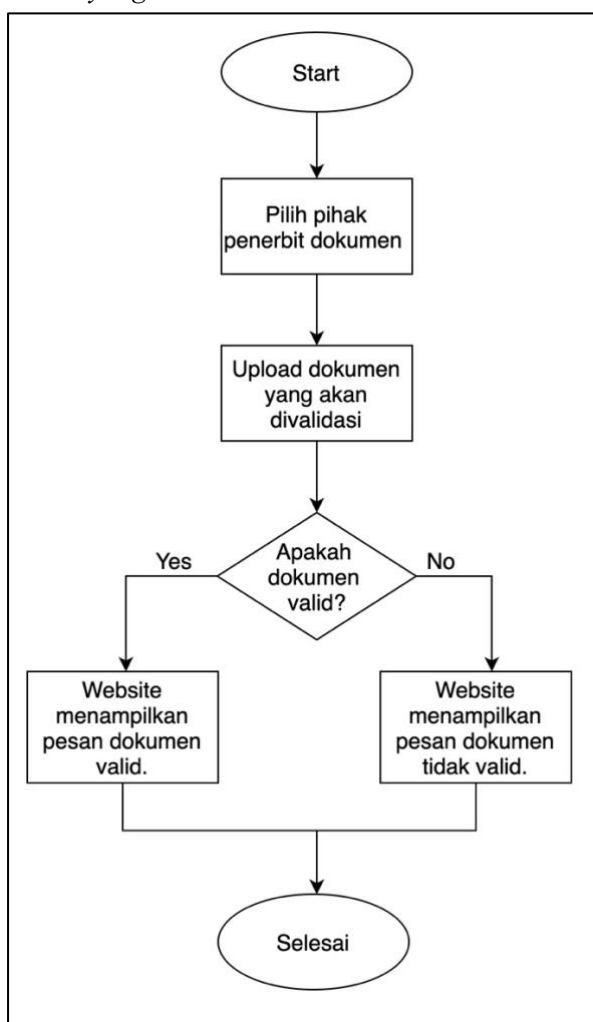 Start
Pilih pihak
penerbit dokumen
Upload dokumen
yang akan
divalidasi
Apakah
dokumen
valid?
Yes
No
Website
menampilkan
pesan dokumen
valid.
Website
menampilkan
pesan dokumen
tidak valid.
Selesai